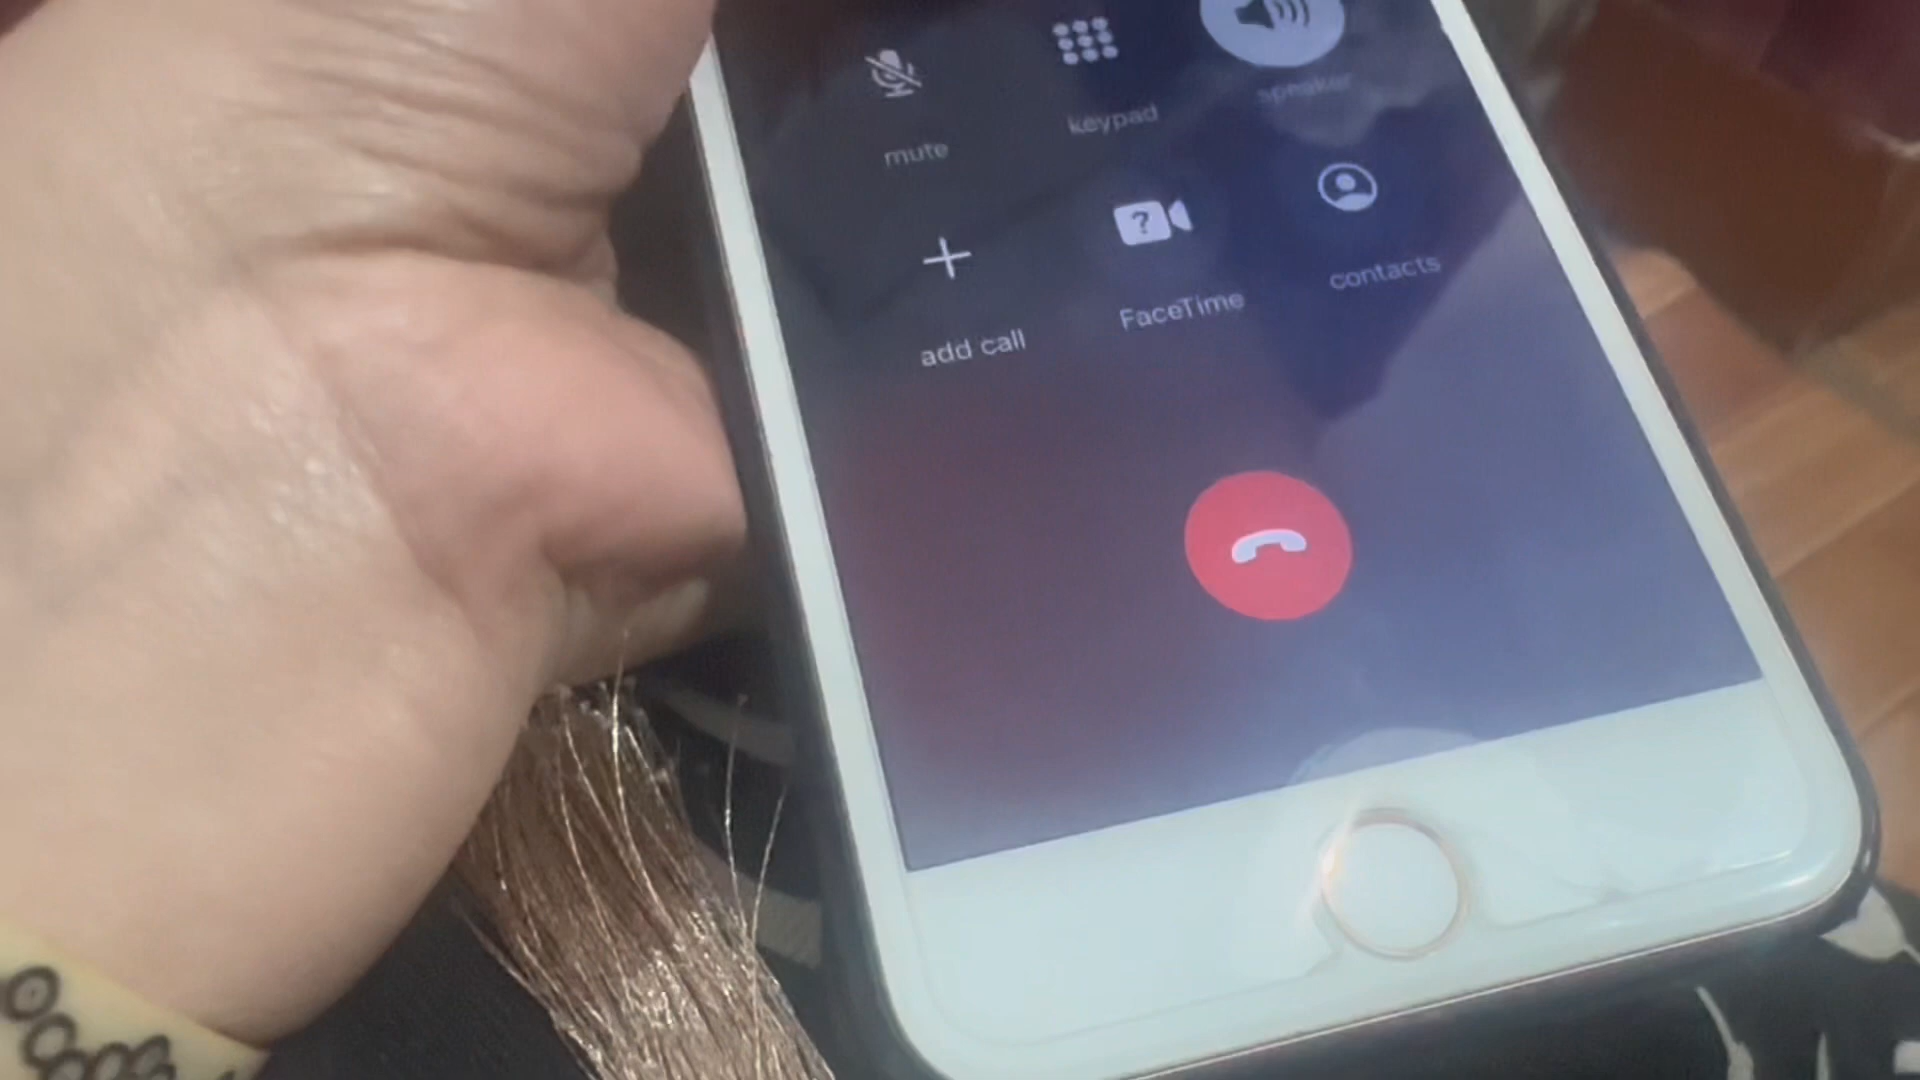 mute
keypad
speaker
add call
FaceTime
contacts